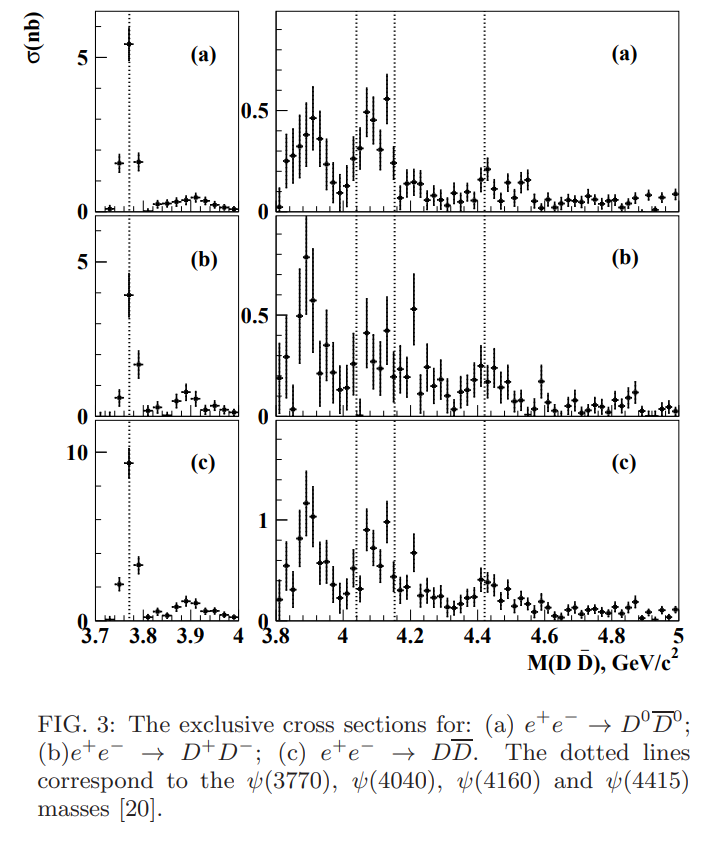 σ(nb)
5
0
(a)
0.5
0
(a)
5
0
(b)
0.5
0
(b)
10
0
(c)
1
0
(c)
3.7 3.8 3.9 4
3.8 4 4.2 4.4 4.6 4.8 5
M(D D̄), GeV/c²
FIG. 3: The exclusive cross sections for: (a) e⁺e⁻ → D⁰D̅⁰;
(b)e⁺e⁻ → D⁺D⁻; (c) e⁺e⁻ → DD̅. The dotted lines
correspond to the ψ(3770), ψ(4040), ψ(4160) and ψ(4415)
masses [20].